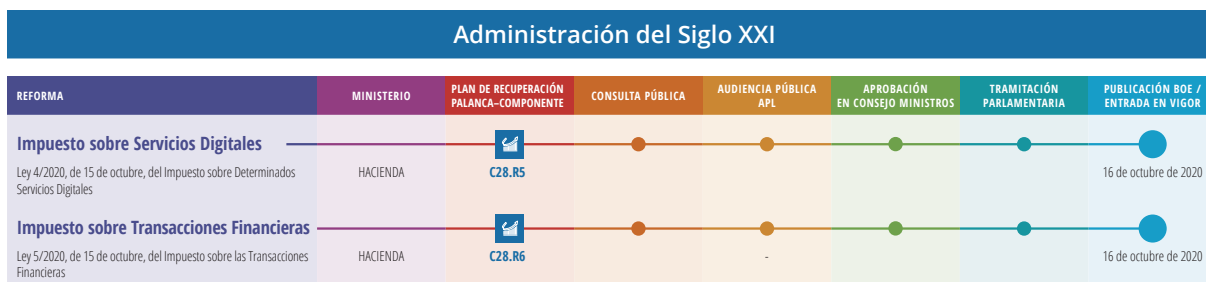 Administración del Siglo XXI
REFORMA
MINISTERIO
PLAN DE RECUPERACIÓN
PALANCA–COMPONENTE
CONSULTA PÚBLICA
AUDIENCIA PÚBLICA
APL
APROBACIÓN
EN CONSEJO MINISTROS
TRAMITACIÓN
PARLAMENTARIA
PUBLICACIÓN BOE /
ENTRADA EN VIGOR
Impuesto sobre Servicios Digitales
Ley 4/2020, de 15 de octubre, del Impuesto sobre Determinados
Servicios Digitales
HACIENDA
C28.R5
16 de octubre de 2020
Impuesto sobre Transacciones Financieras
Ley 5/2020, de 15 de octubre, del Impuesto sobre las Transacciones
Financieras
HACIENDA
C28.R6
-
16 de octubre de 2020